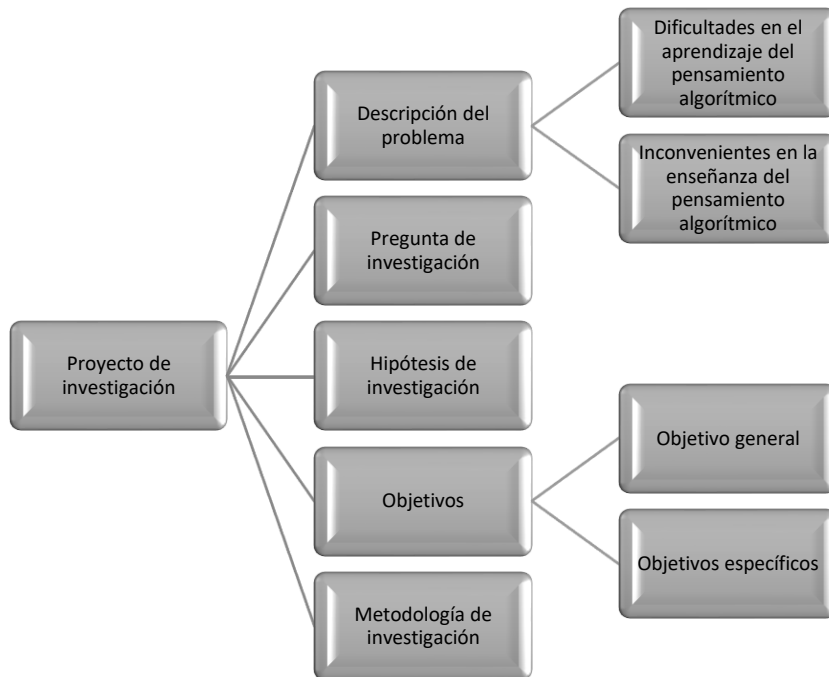 Proyecto de
investigación
Descripción del
problema
Dificultades en el
aprendizaje del
pensamiento
algorítmico
Inconvenientes en la
enseñanza del
pensamiento
algorítmico
Pregunta de
investigación
Hipótesis de
investigación
Objetivos
Objetivo general
Objetivos específicos
Metodología de
investigación